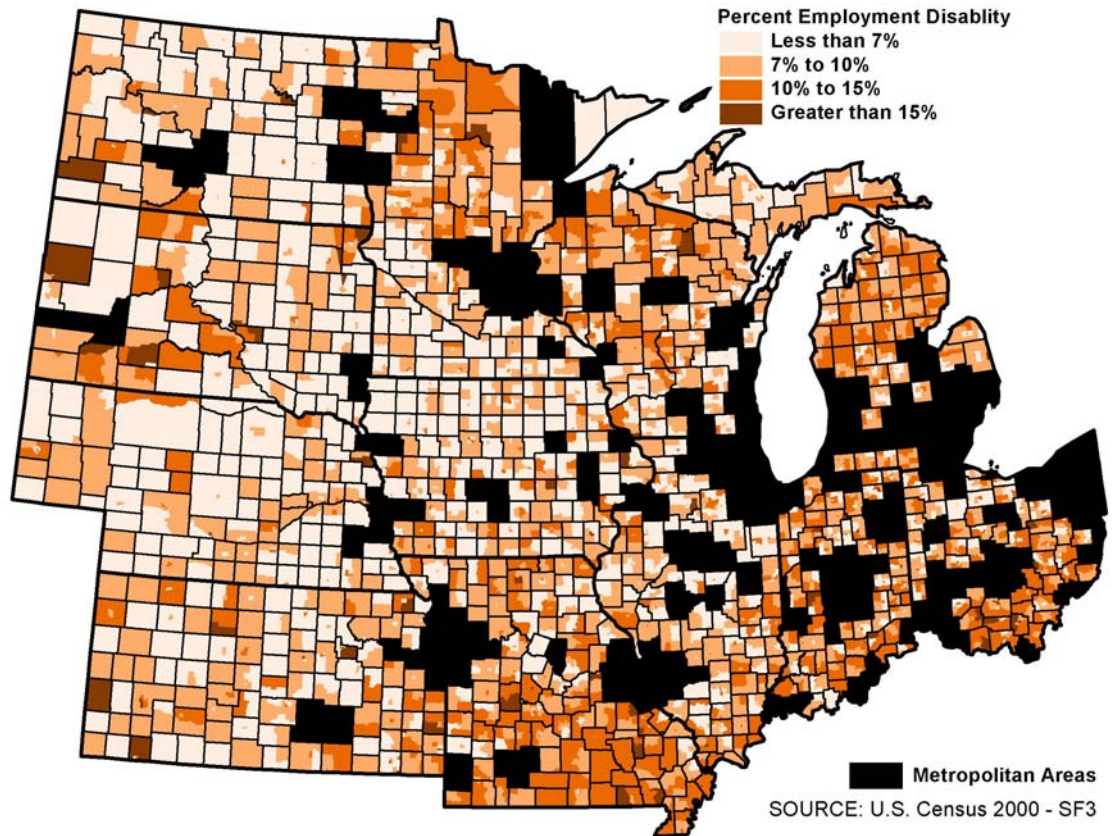 Percent Employment Disablity
Less than 7%
7% to 10%
10% to 15%
Greater than 15%
Metropolitan Areas
SOURCE: U.S. Census 2000 - SF3